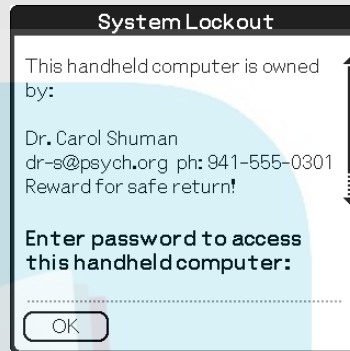 System Lockout
This handheld computer is owned
by:
Dr. Carol Shuman
dr-s@psych.org ph: 941-555-0301
Reward for safe return!
Enter password to access
this handheld computer:
OK